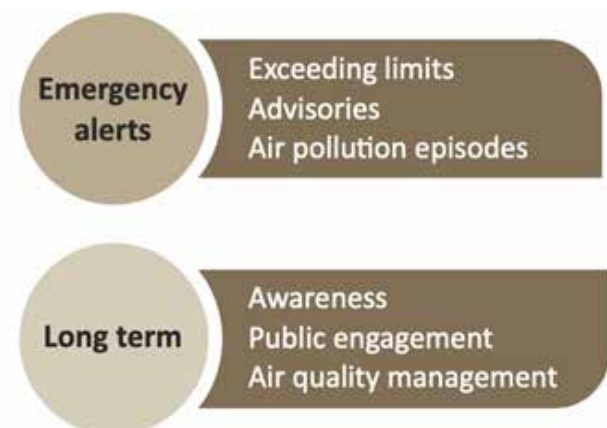 Emergency
alerts
Exceeding limits
Advisories
Air pollution episodes
Long term
Awareness
Public engagement
Air quality management